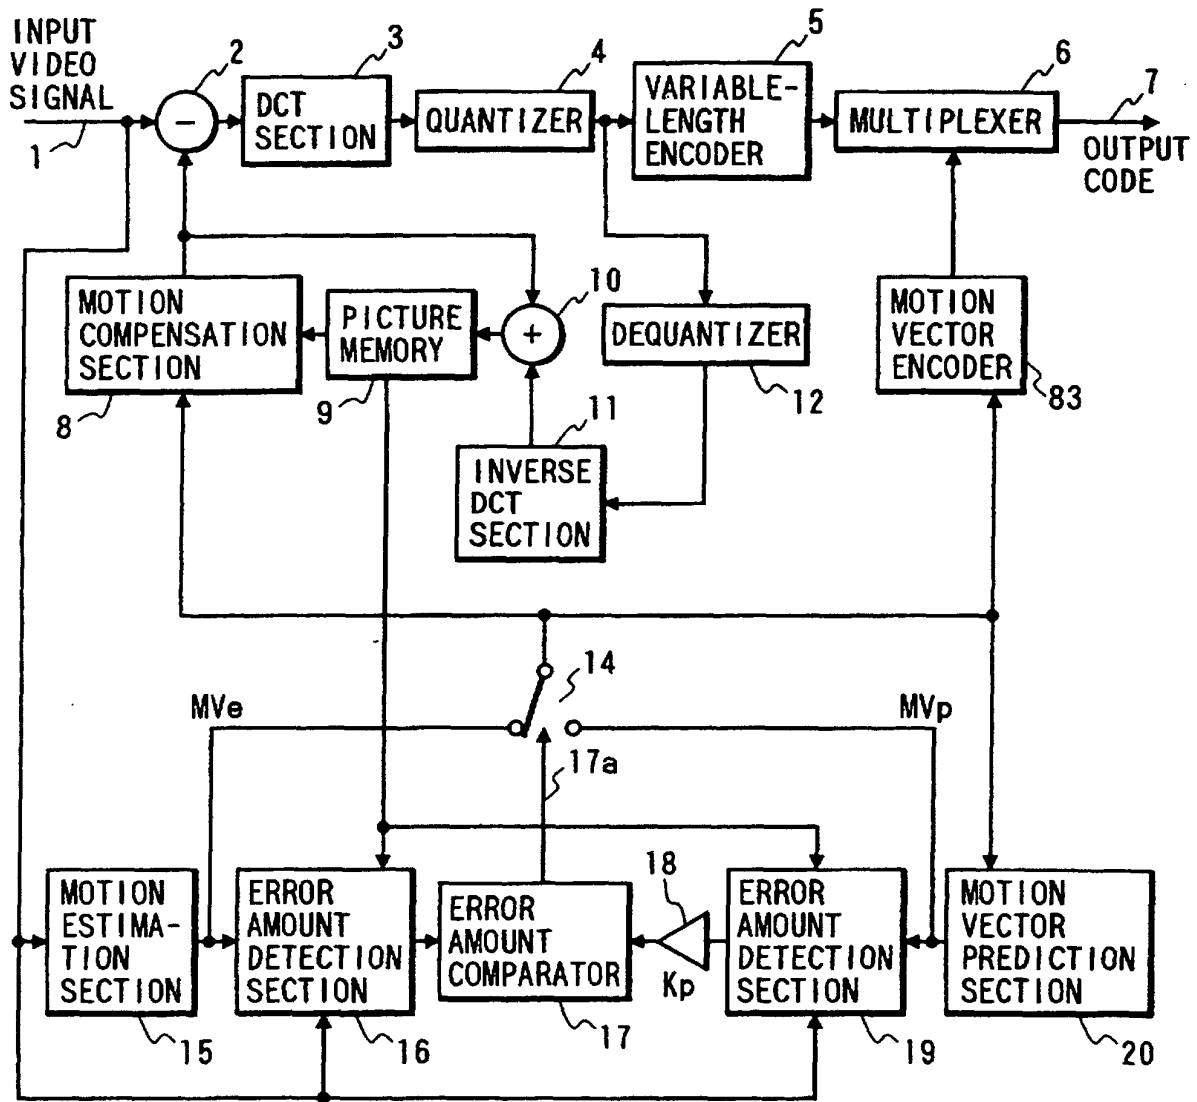 INPUT
VIDEO
SIGNAL
1
2
−
3
DCT
SECTION
4
QUANTIZER
5
VARIABLE-
LENGTH
ENCODER
6
MULTIPLEXER
7
OUTPUT
CODE
MOTION
COMPENSATION
SECTION
8
PICTURE
MEMORY
9
10
+
DEQUANTIZER
12
MOTION
VECTOR
ENCODER
83
11
INVERSE
DCT
SECTION
14
MVe
MVp
17a
MOTION
ESTIMA-
TION
SECTION
15
ERROR
AMOUNT
DETECTION
SECTION
16
ERROR
AMOUNT
COMPARATOR
17
18
Kp
ERROR
AMOUNT
DETECTION
SECTION
19
MOTION
VECTOR
PREDICTION
SECTION
20